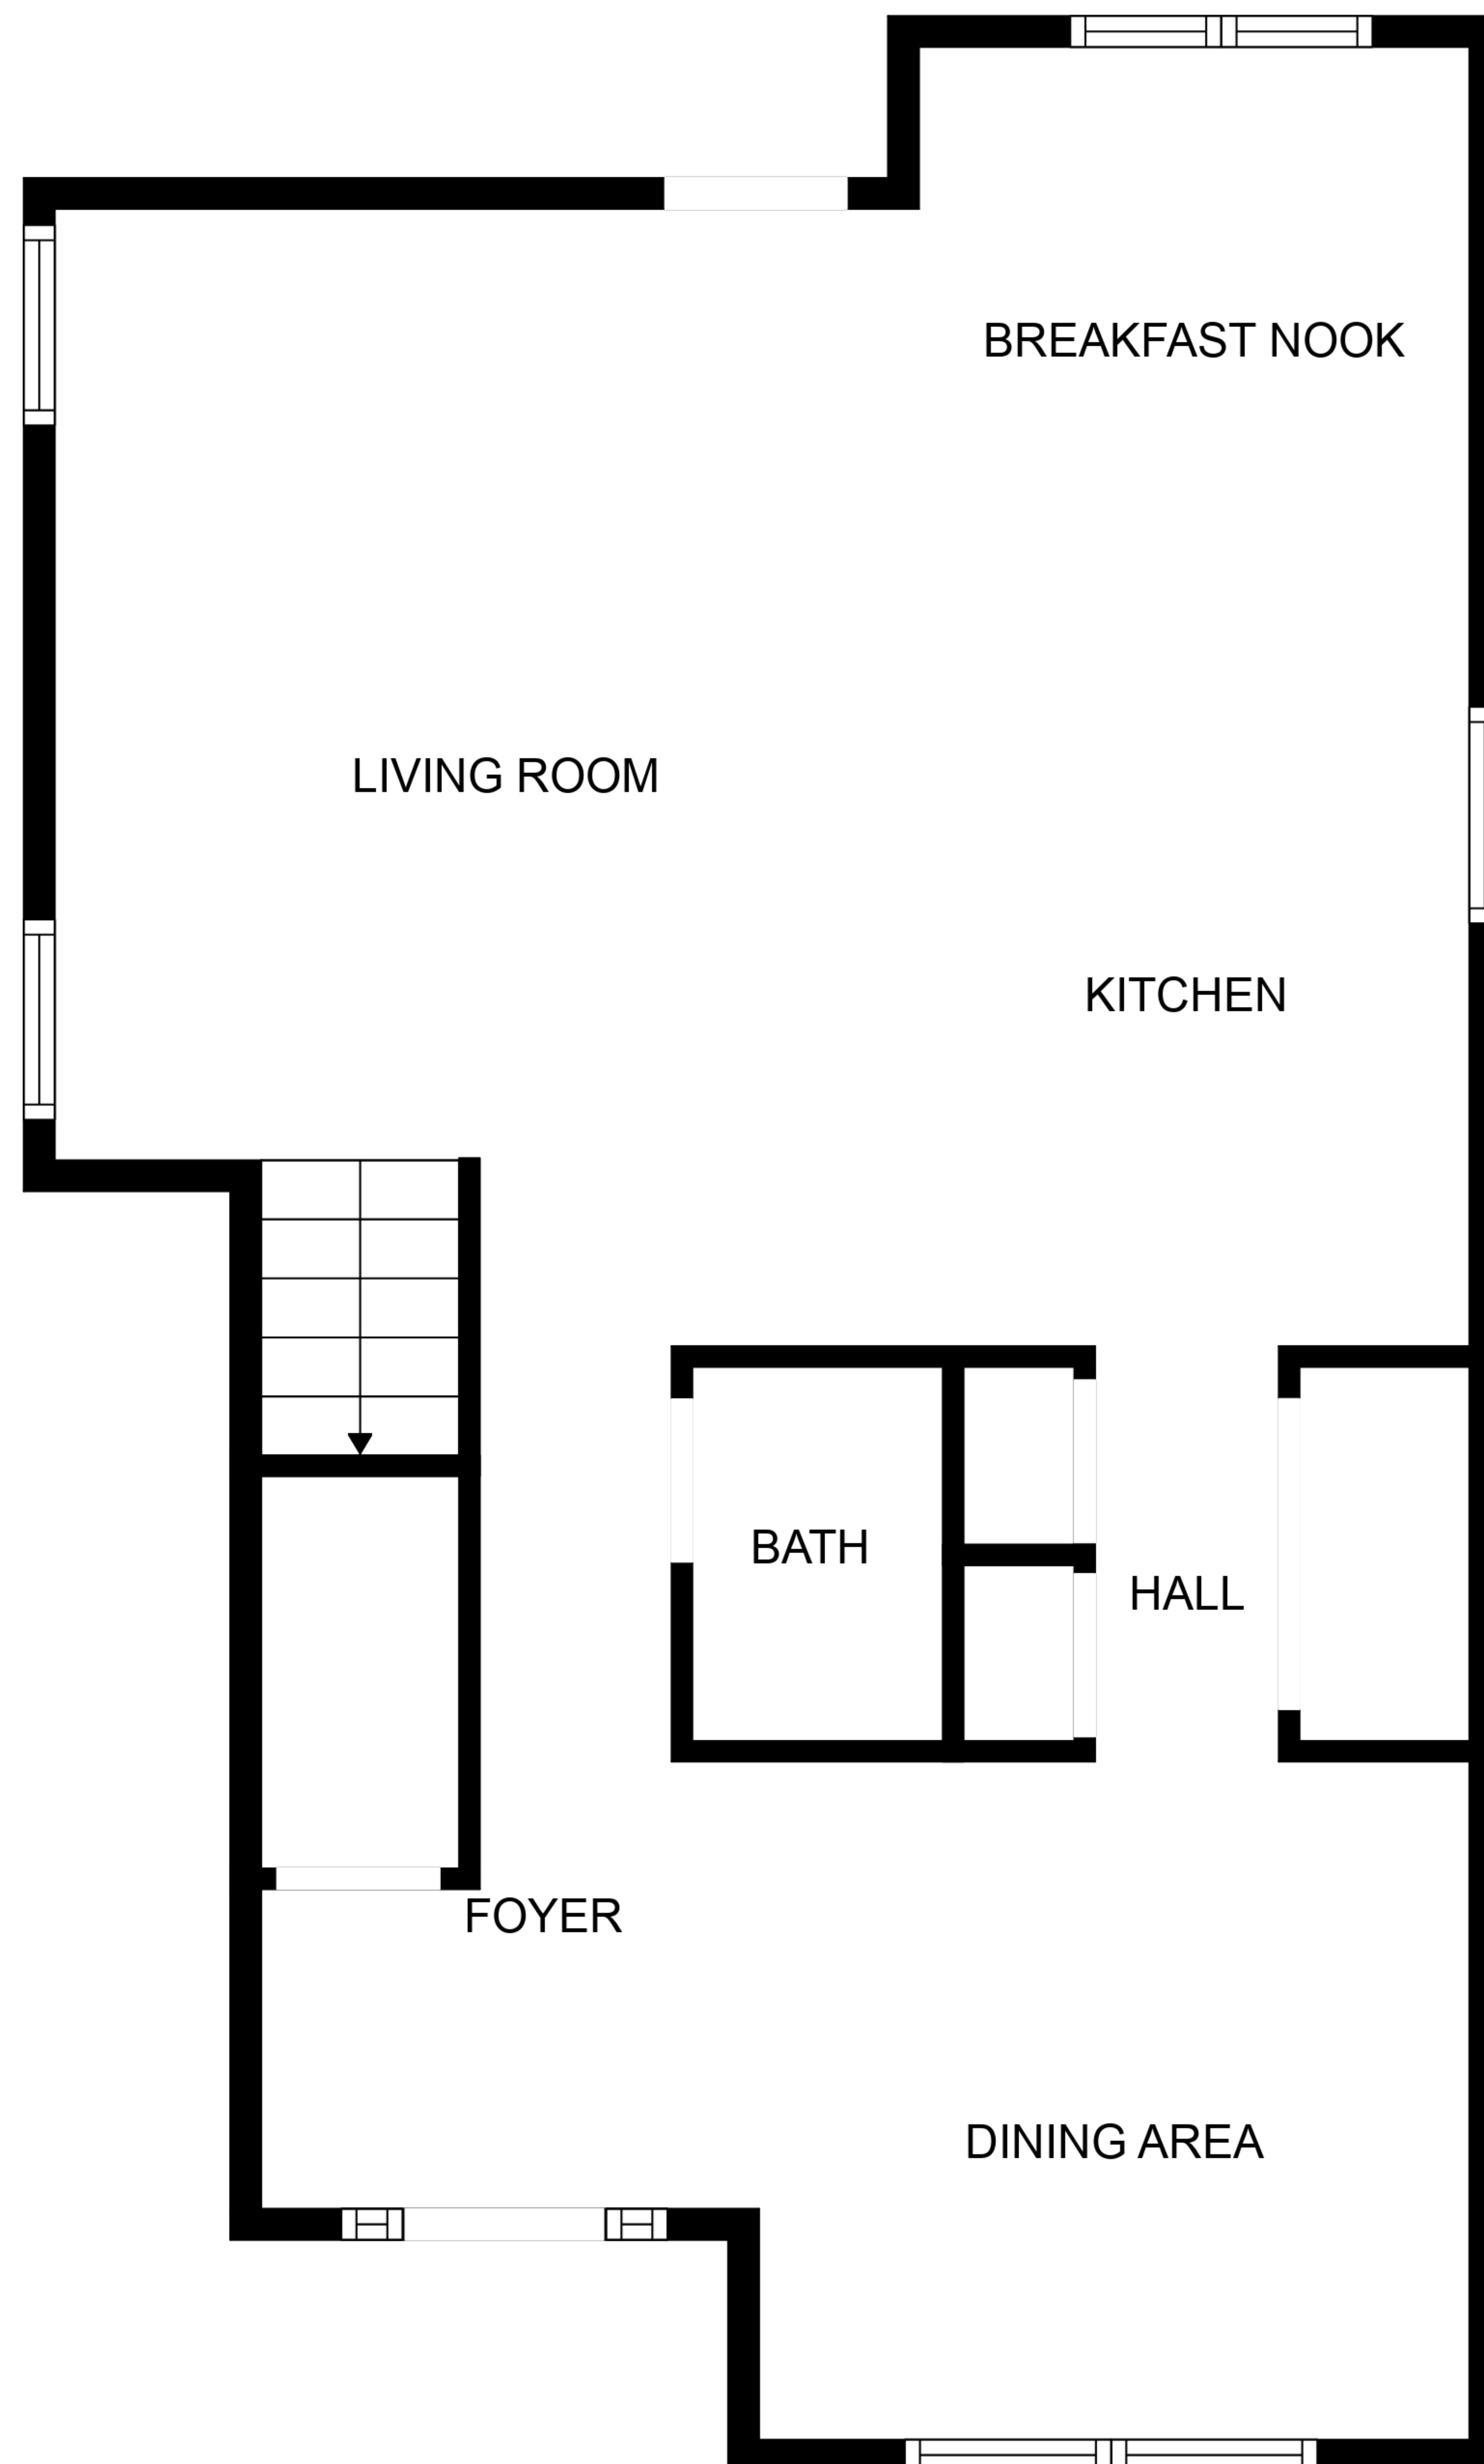 BREAKFAST NOOK
LIVING ROOM
KITCHEN
BATH
HALL
FOYER
DINING AREA